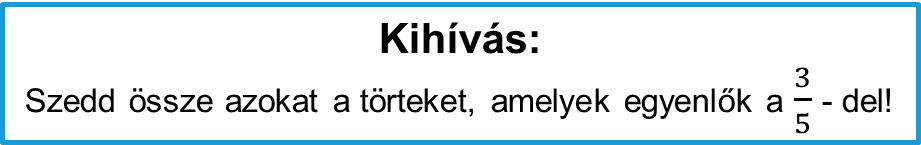 Kihívás:
Szedd össze azokat a törteket, amelyek egyenlők a 3/5 - del!